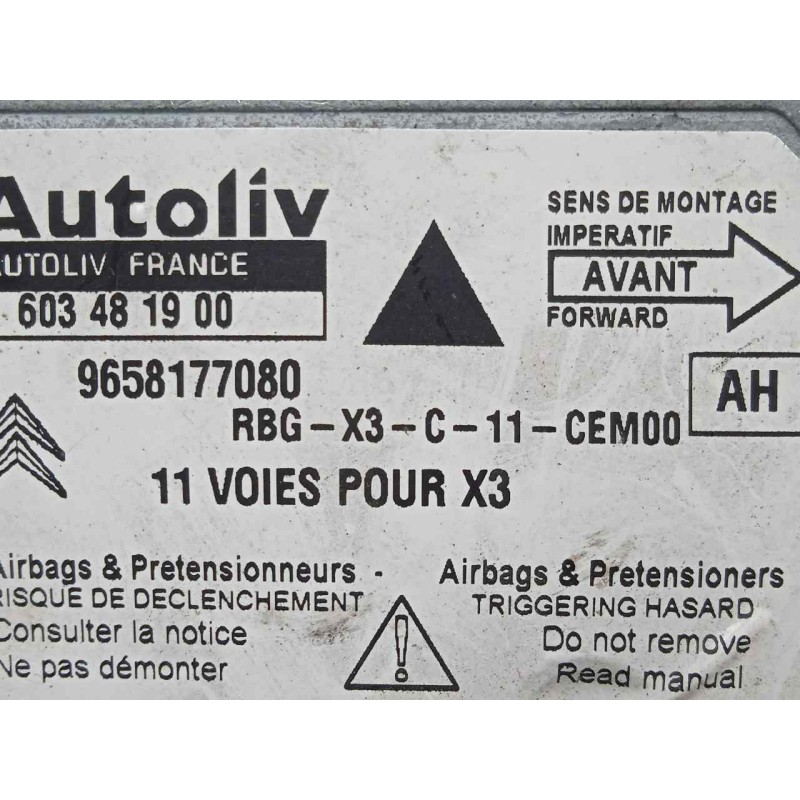 Autoliv
AUTOLIV FRANCE
603 48 19 00
9658177080
RBG-X3-C-11-CEM00
11 VOIES POUR X3
SENS DE MONTAGE
IMPERATIF
AVANT
FORWARD
AH
Airbags & Pretensionneurs -
RISQUE DE DECLENCHEMENT
Consulter la notice
Ne pas démonter
!
Airbags & Pretensioners
TRIGGERING HASARD
Do not remove
Read manual